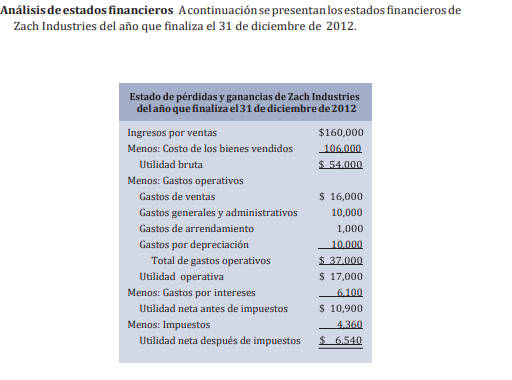 Análisis de estados financieros A continuación se presentan los estados financieros de
Zach Industries del año que finaliza el 31 de diciembre de 2012.
Estado de pérdidas y ganancias de Zach Industries
del año que finaliza el 31 de diciembre de 2012
Ingresos por ventas $160,000
Menos: Costo de los bienes vendidos 106,000
Utilidad bruta $ 54,000
Menos: Gastos operativos
Gastos de ventas $ 16,000
Gastos generales y administrativos 10,000
Gastos de arrendamiento 1,000
Gastos por depreciación 10,000
Total de gastos operativos $ 37,000
Utilidad operativa $ 17,000
Menos: Gastos por intereses 6,100
Utilidad neta antes de impuestos $ 10,900
Menos: Impuestos 4,360
Utilidad neta después de impuestos $ 6,540